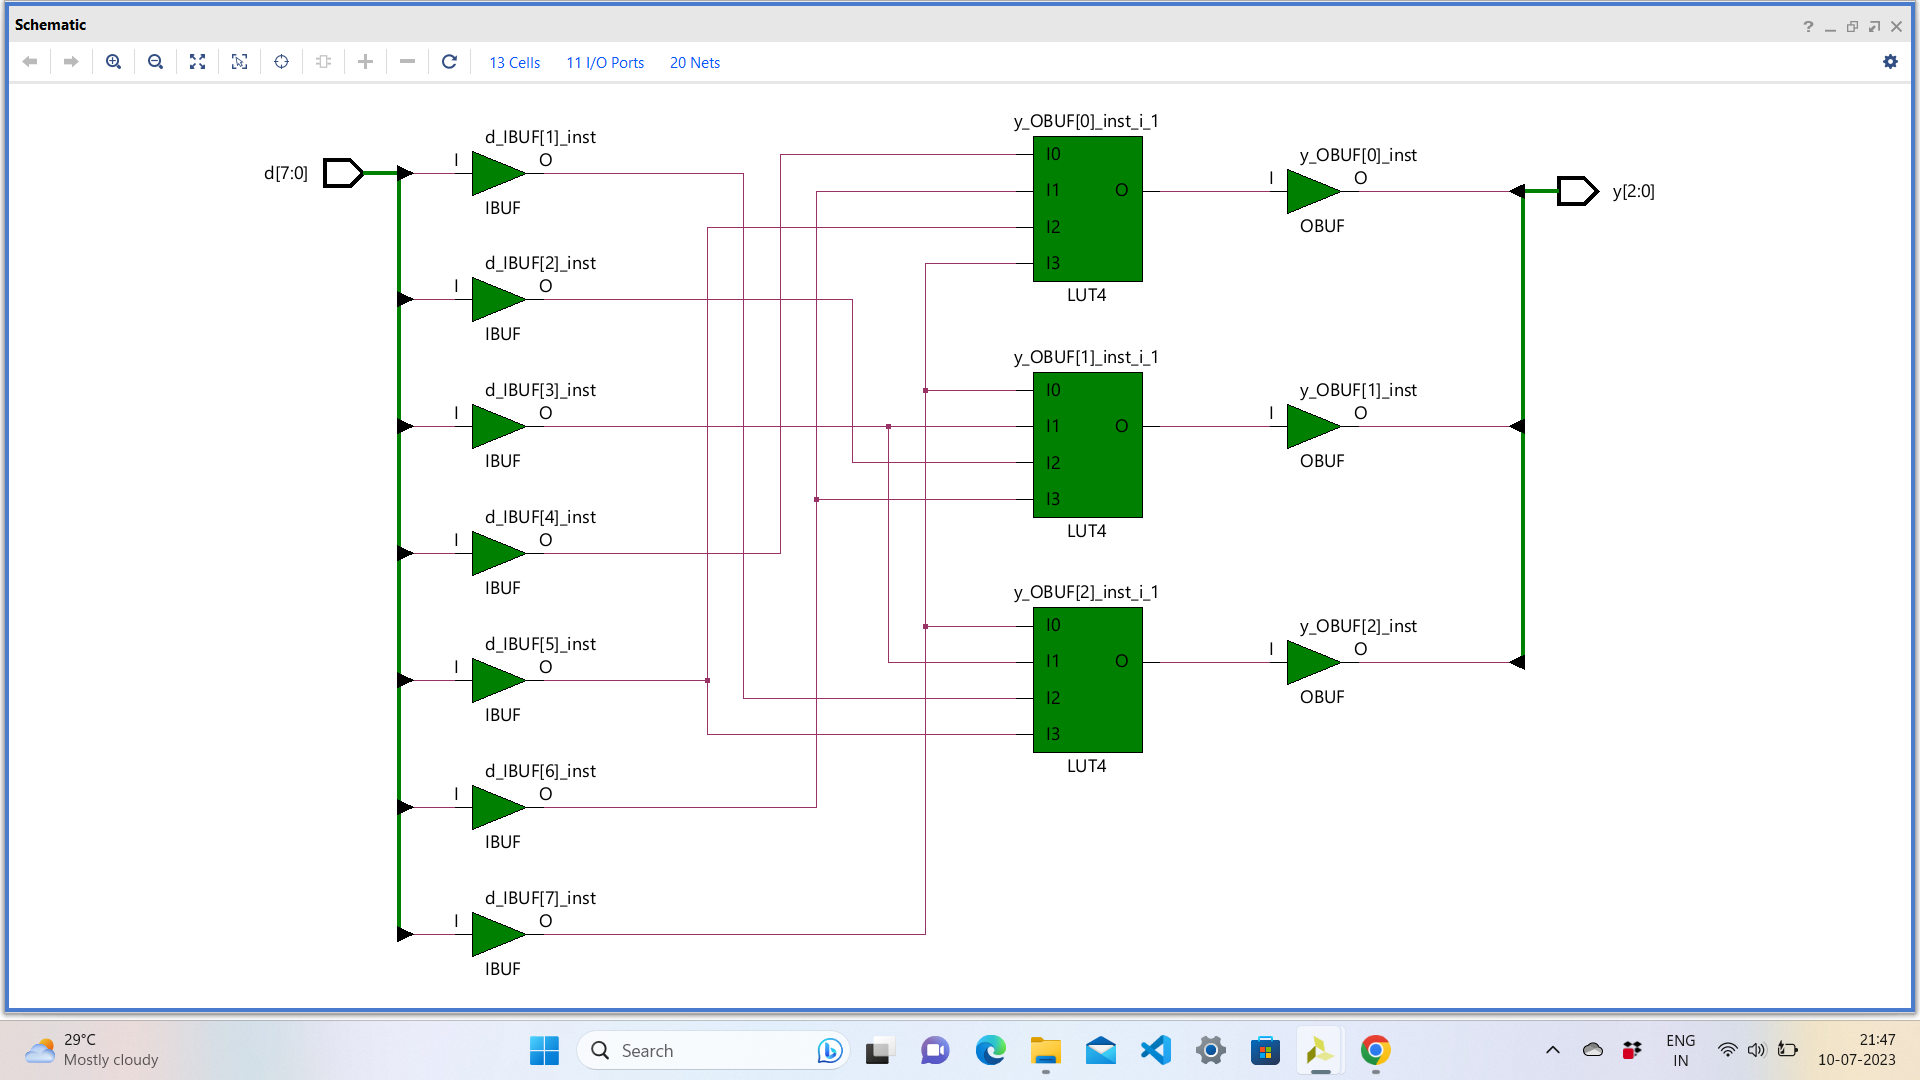 Schematic
13 Cells 11 I/O Ports 20 Nets
d[7:0]
d_IBUF[1]_inst
I O
IBUF
d_IBUF[2]_inst
I O
IBUF
d_IBUF[3]_inst
I O
IBUF
d_IBUF[4]_inst
I O
IBUF
d_IBUF[5]_inst
I O
IBUF
d_IBUF[6]_inst
I O
IBUF
d_IBUF[7]_inst
I O
IBUF
y_OBUF[0]_inst_i_1
I0
I1 O
I2
I3
LUT4
y_OBUF[1]_inst_i_1
I0
I1 O
I2
I3
LUT4
y_OBUF[2]_inst_i_1
I0
I1 O
I2
I3
LUT4
y_OBUF[0]_inst
I O
OBUF
y_OBUF[1]_inst
I O
OBUF
y_OBUF[2]_inst
I O
OBUF
y[2:0]
29°C
Mostly cloudy
Search
ENG
IN
21:47
10-07-2023